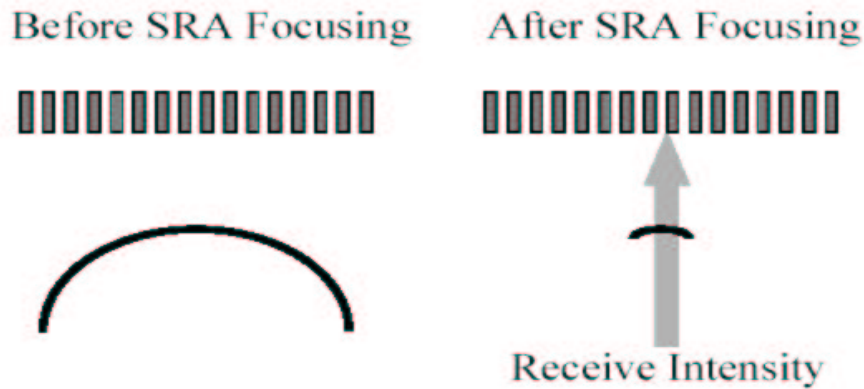 Before SRA Focusing
After SRA Focusing
Receive Intensity